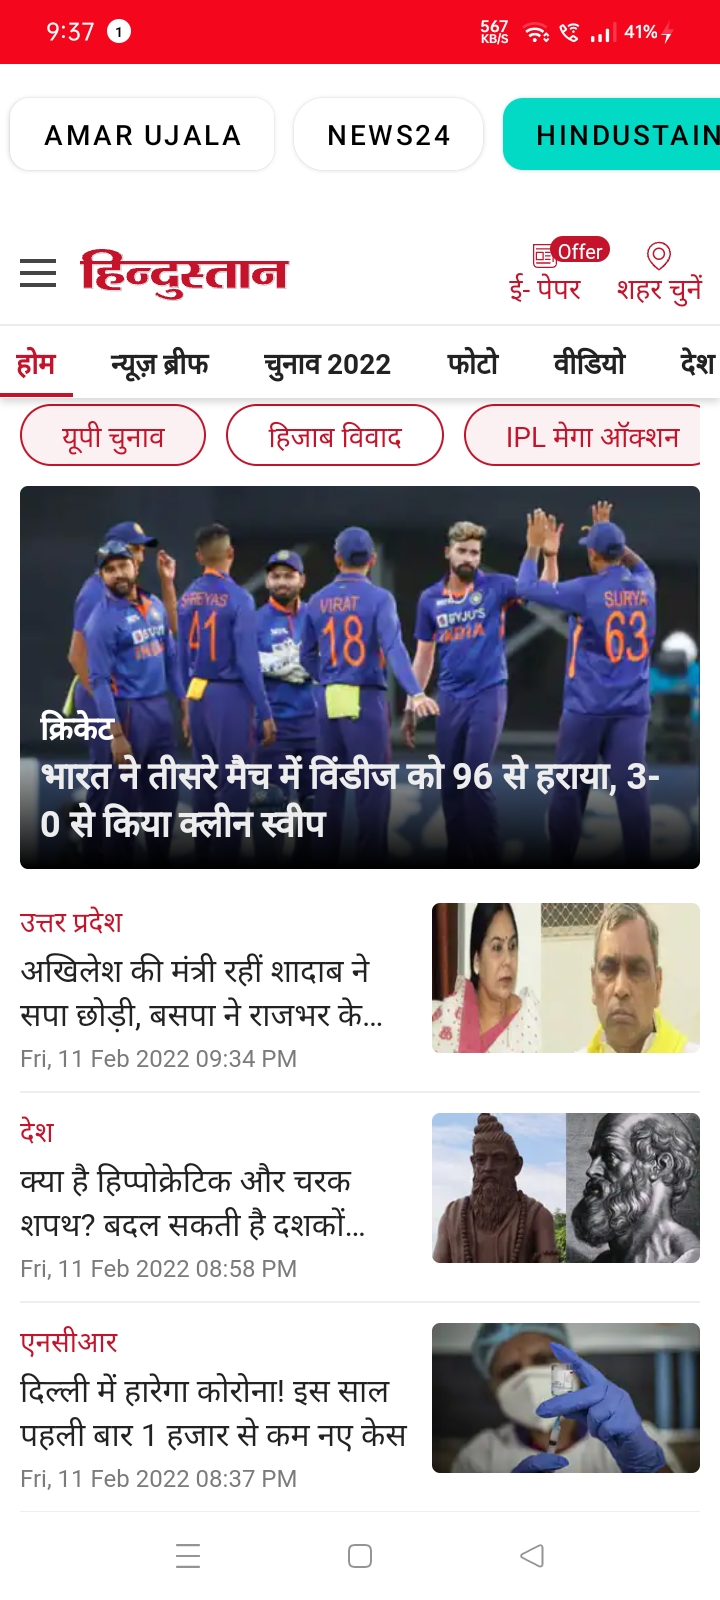 9:37 1 567 KB/S 41%
AMAR UJALA NEWS24 HINDUSTAIN
हिन्दुस्तान Offer
ई- पेपर शहर चुनें
होम न्यूज़ ब्रीफ चुनाव 2022 फोटो वीडियो देश
यूपी चुनाव हिजाब विवाद IPL मेगा ऑक्शन
SHREYAS 41 VIRAT 18 BYJU'S INDIA SURYA 63
क्रिकेट
भारत ने तीसरे मैच में विंडीज को 96 से हराया, 3-
0 से किया क्लीन स्वीप
उत्तर प्रदेश
अखिलेश की मंत्री रहीं शादाब ने
सपा छोड़ी, बसपा ने राजभर के...
Fri, 11 Feb 2022 09:34 PM
देश
क्या है हिप्पोक्रेटिक और चरक
शपथ? बदल सकती है दशकों...
Fri, 11 Feb 2022 08:58 PM
एनसीआर
दिल्ली में हारेगा कोरोना! इस साल
पहली बार 1 हजार से कम नए केस
Fri, 11 Feb 2022 08:37 PM